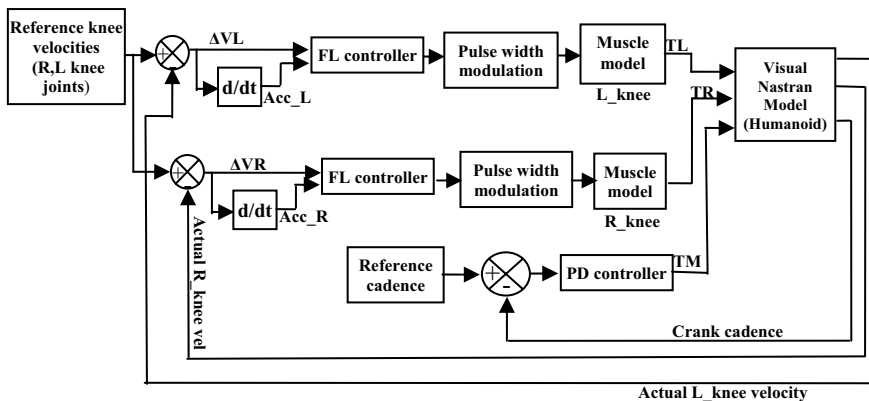 Reference knee
velocities
(R,L knee
joints)
+
-
ΔVL
d/dt
Acc_L
FL controller
Pulse width
modulation
Muscle
model
L_knee
TL
TR
Visual
Nastran
Model
(Humanoid)
+
-
ΔVR
d/dt
Acc_R
FL controller
Pulse width
modulation
Muscle
model
R_knee
Actual R_knee vel
Reference
cadence
+
-
PD controller
TM
Crank cadence
Actual L_knee velocity